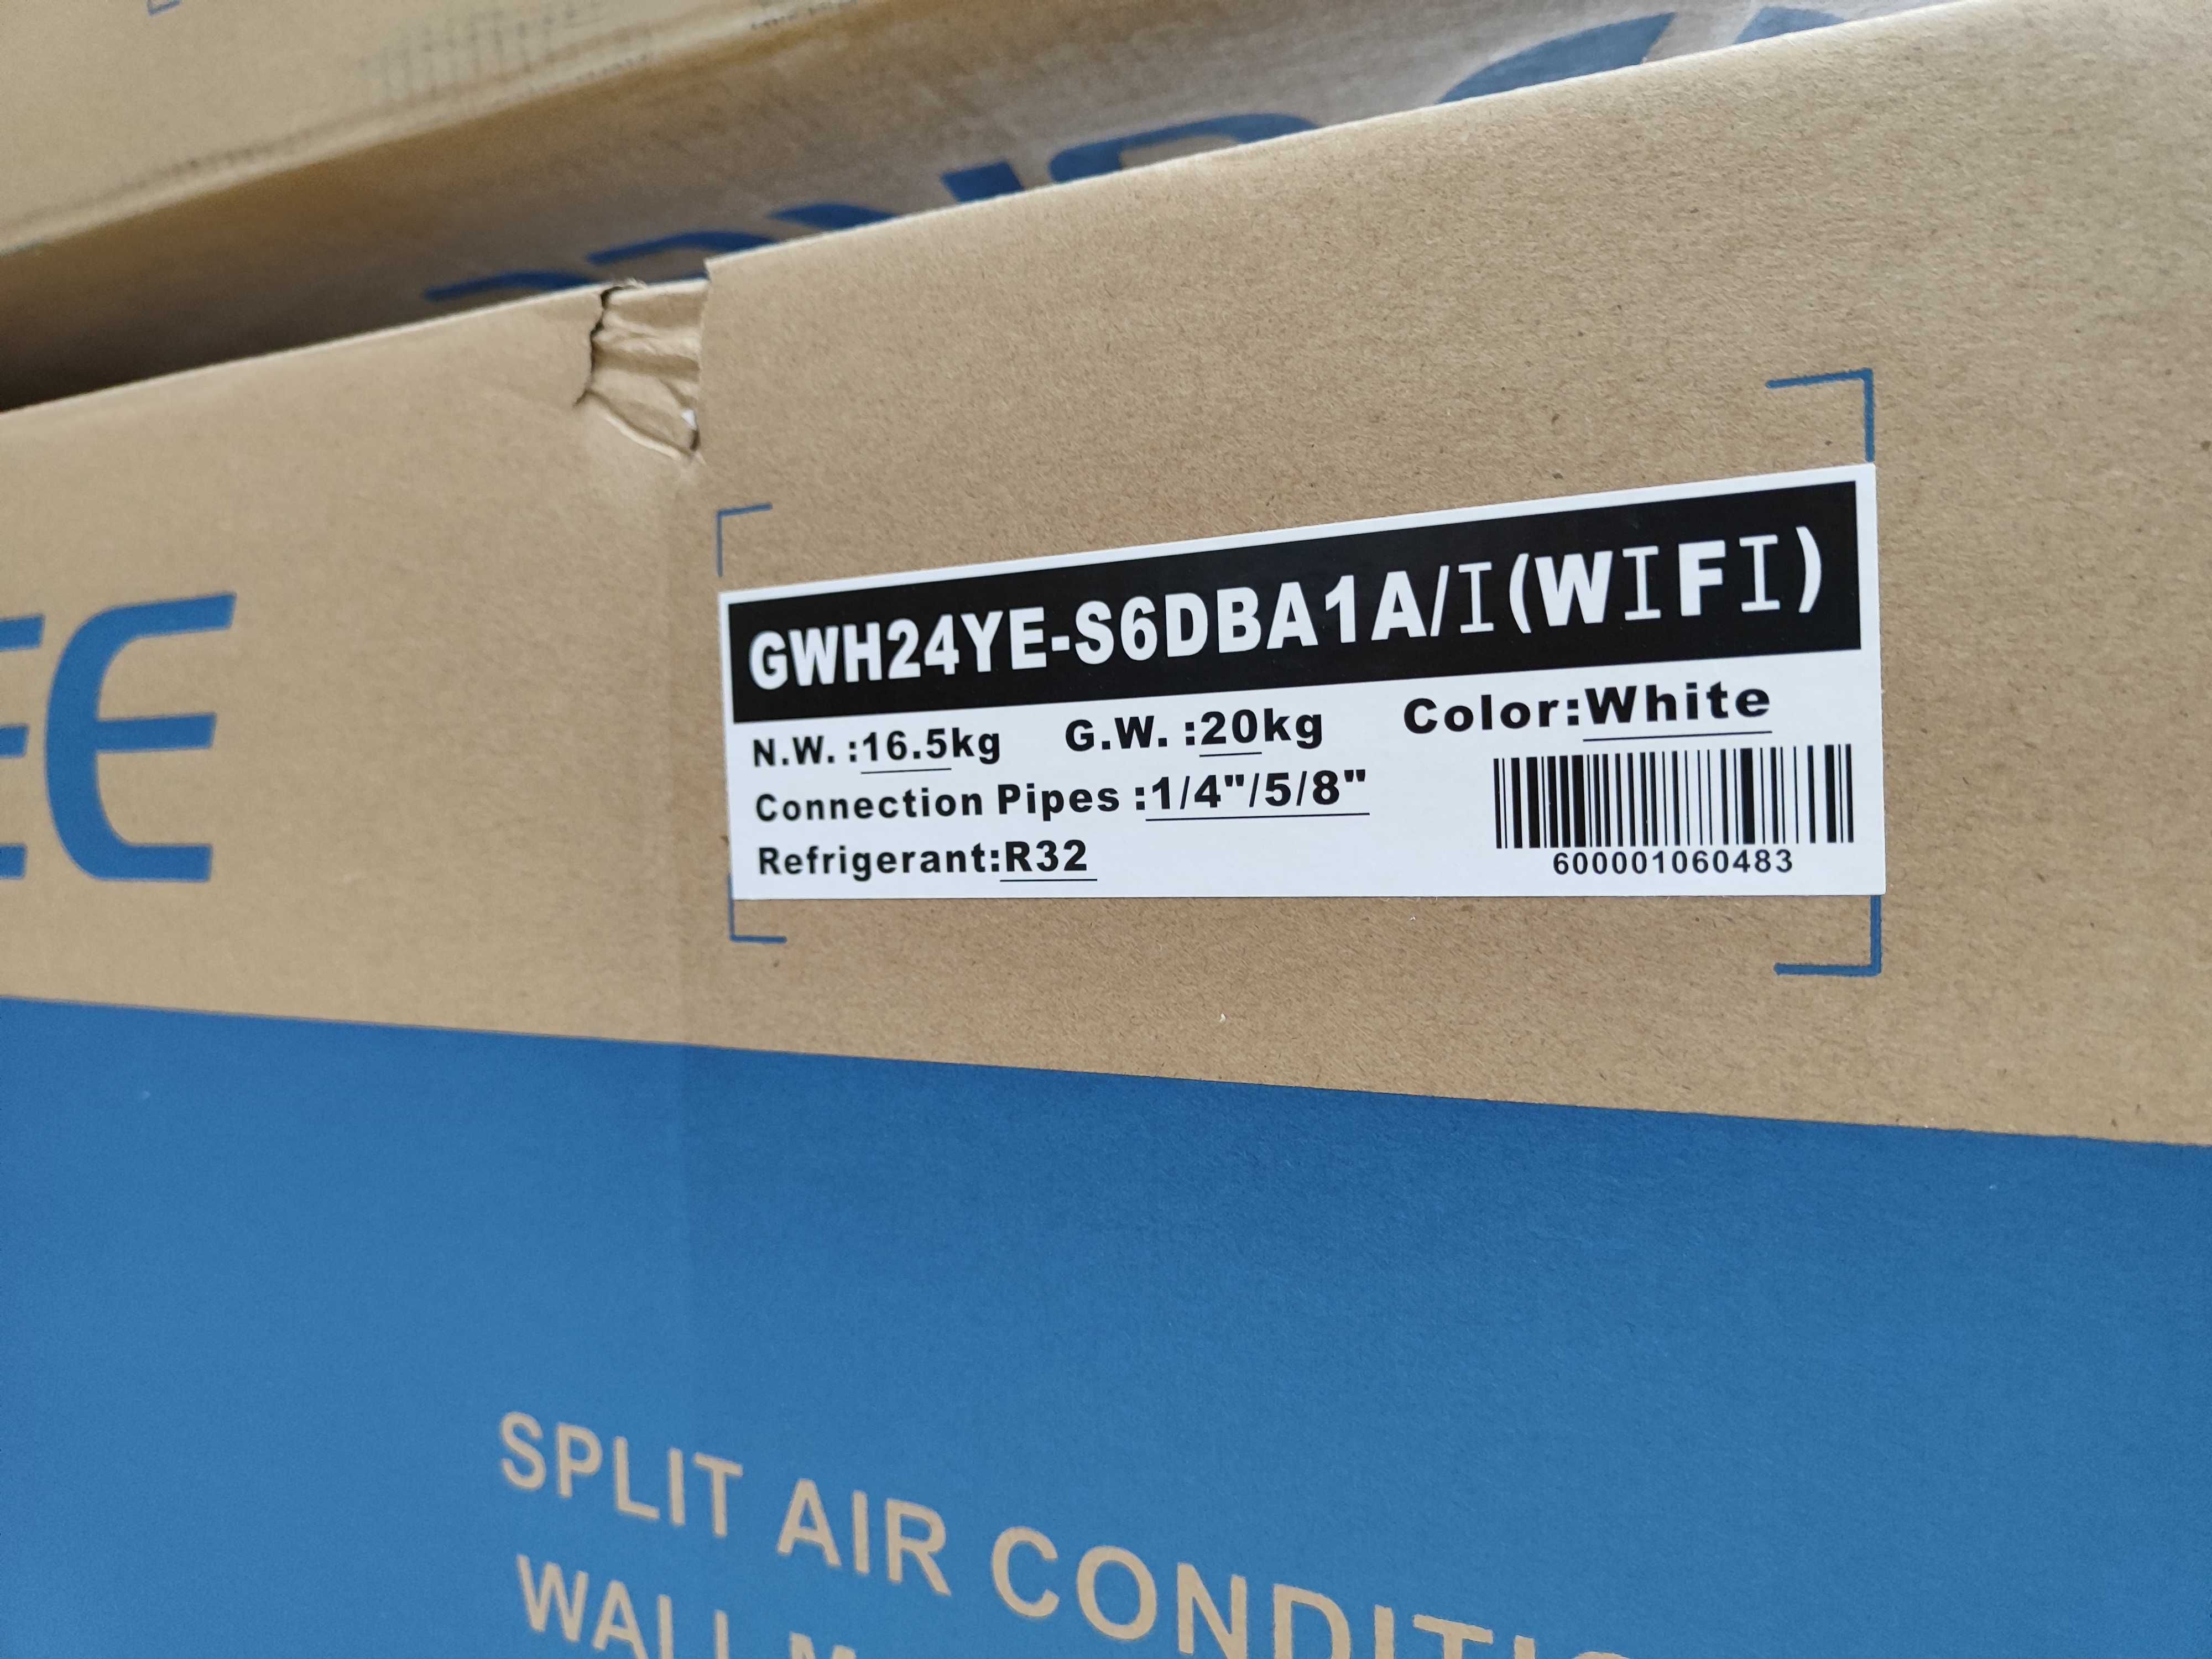 GWH24YE-S6DBA1A/I(WIFI)
N.W. :16.5kg G.W. :20kg Color:White
Connection Pipes :1/4"/5/8"
Refrigerant:R32
600001060483
EE
SPLIT AIR